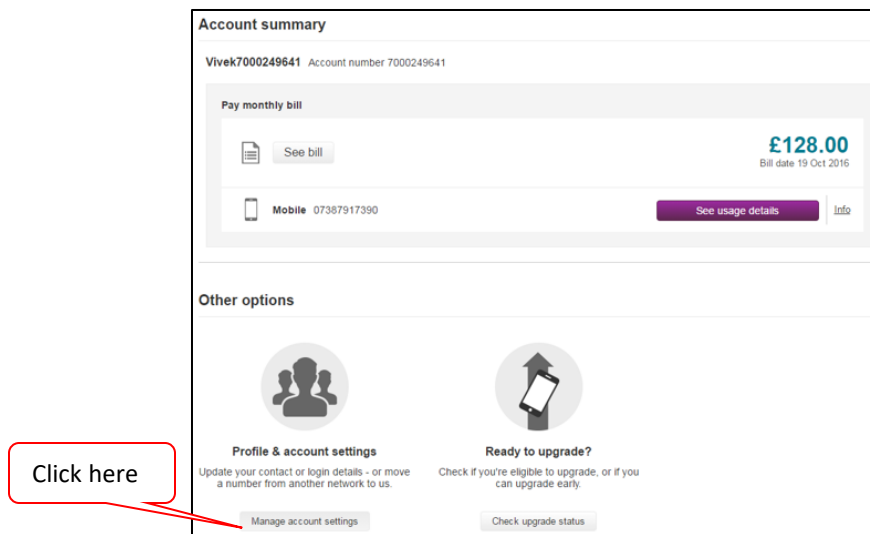 Account summary
Vivek7000249641 Account number 7000249641
Pay monthly bill
See bill
£128.00
Bill date 19 Oct 2016
Mobile 07387917390
See usage details
Info
Other options
Profile & account settings
Update your contact or login details - or move
a number from another network to us.
Manage account settings
Ready to upgrade?
Check if you're eligible to upgrade, or if you
can upgrade early.
Check upgrade status
Click here